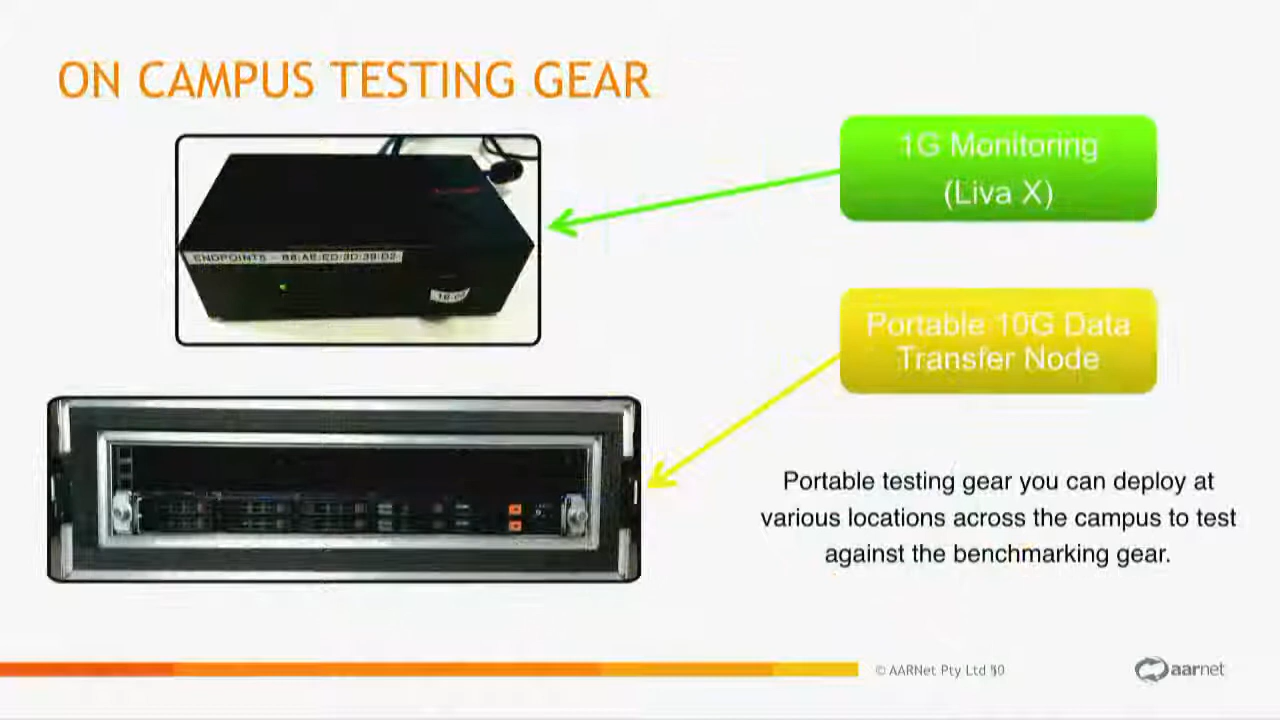 ON CAMPUS TESTING GEAR
1G Monitoring
(Liva X)
ENDPOINTS -
Portable 10G Data
Transfer Node
Portable testing gear you can deploy at
various locations across the campus to test
against the benchmarking gear.
© AARNet Pty Ltd
aarnet